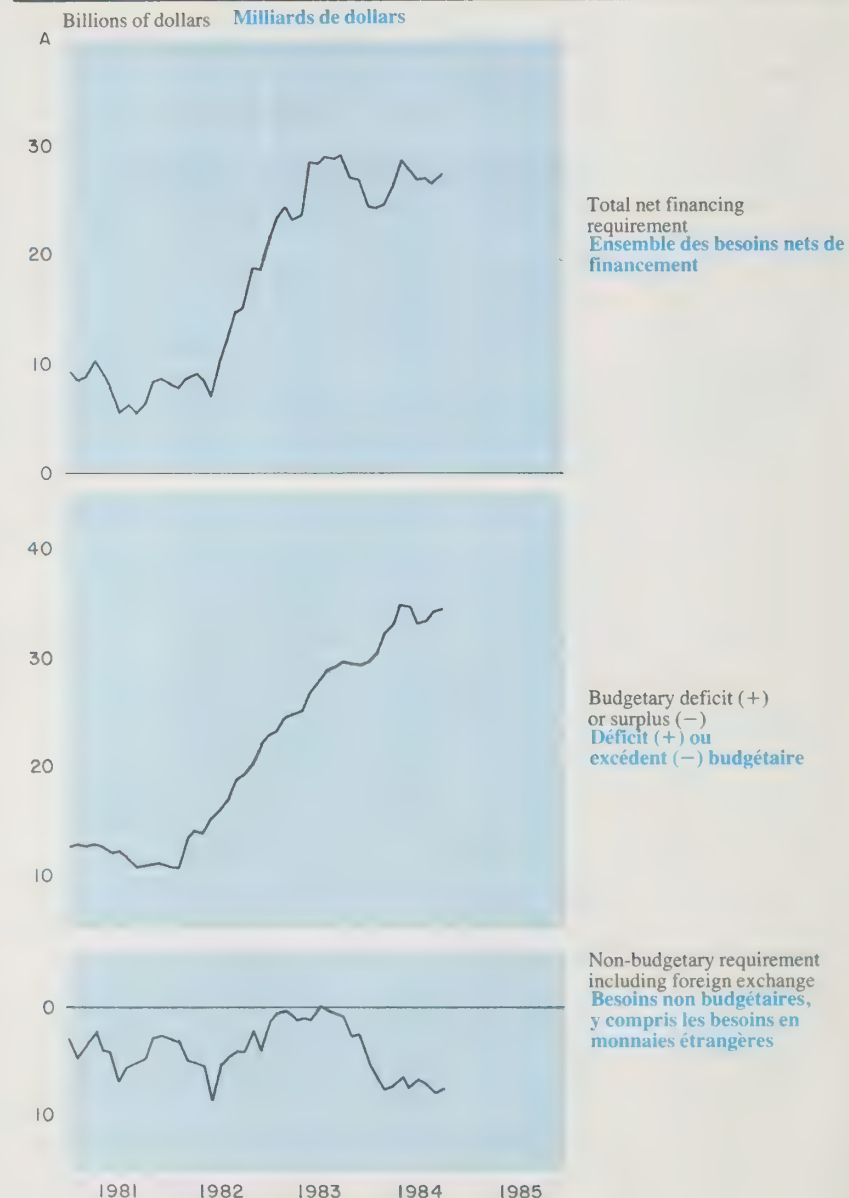 Billions of dollars Milliards de dollars
A
30
20
10
0
Total net financing
requirement
Ensemble des besoins nets de
financement
40
30
20
10
Budgetary deficit (+)
or surplus (−)
Déficit (+) ou
excédent (−) budgétaire
0
10
Non-budgetary requirement
including foreign exchange
Besoins non budgétaires,
y compris les besoins en
monnaies étrangères
1981 1982 1983 1984 1985